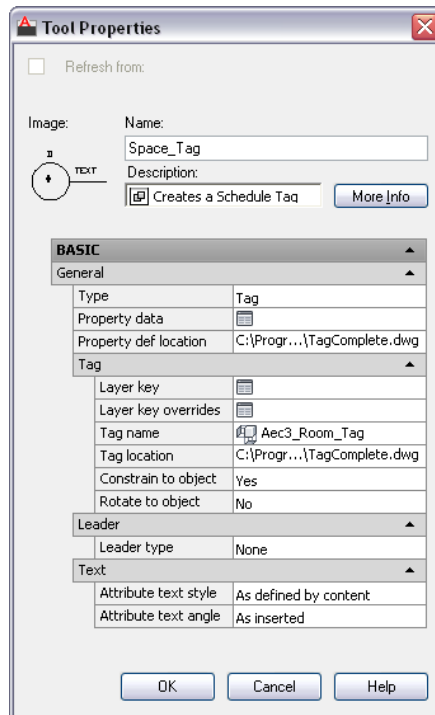 Tool Properties
Refresh from:
Image:
Name:
Space_Tag
TEXT
Description:
Creates a Schedule Tag
More Info
BASIC
General
Type Tag
Property data
Property def location C:\Progr...\TagComplete.dwg
Tag
Layer key
Layer key overrides
Tag name Aec3_Room_Tag
Tag location C:\Progr...\TagComplete.dwg
Constrain to object Yes
Rotate to object No
Leader
Leader type None
Text
Attribute text style As defined by content
Attribute text angle As inserted
OK Cancel Help